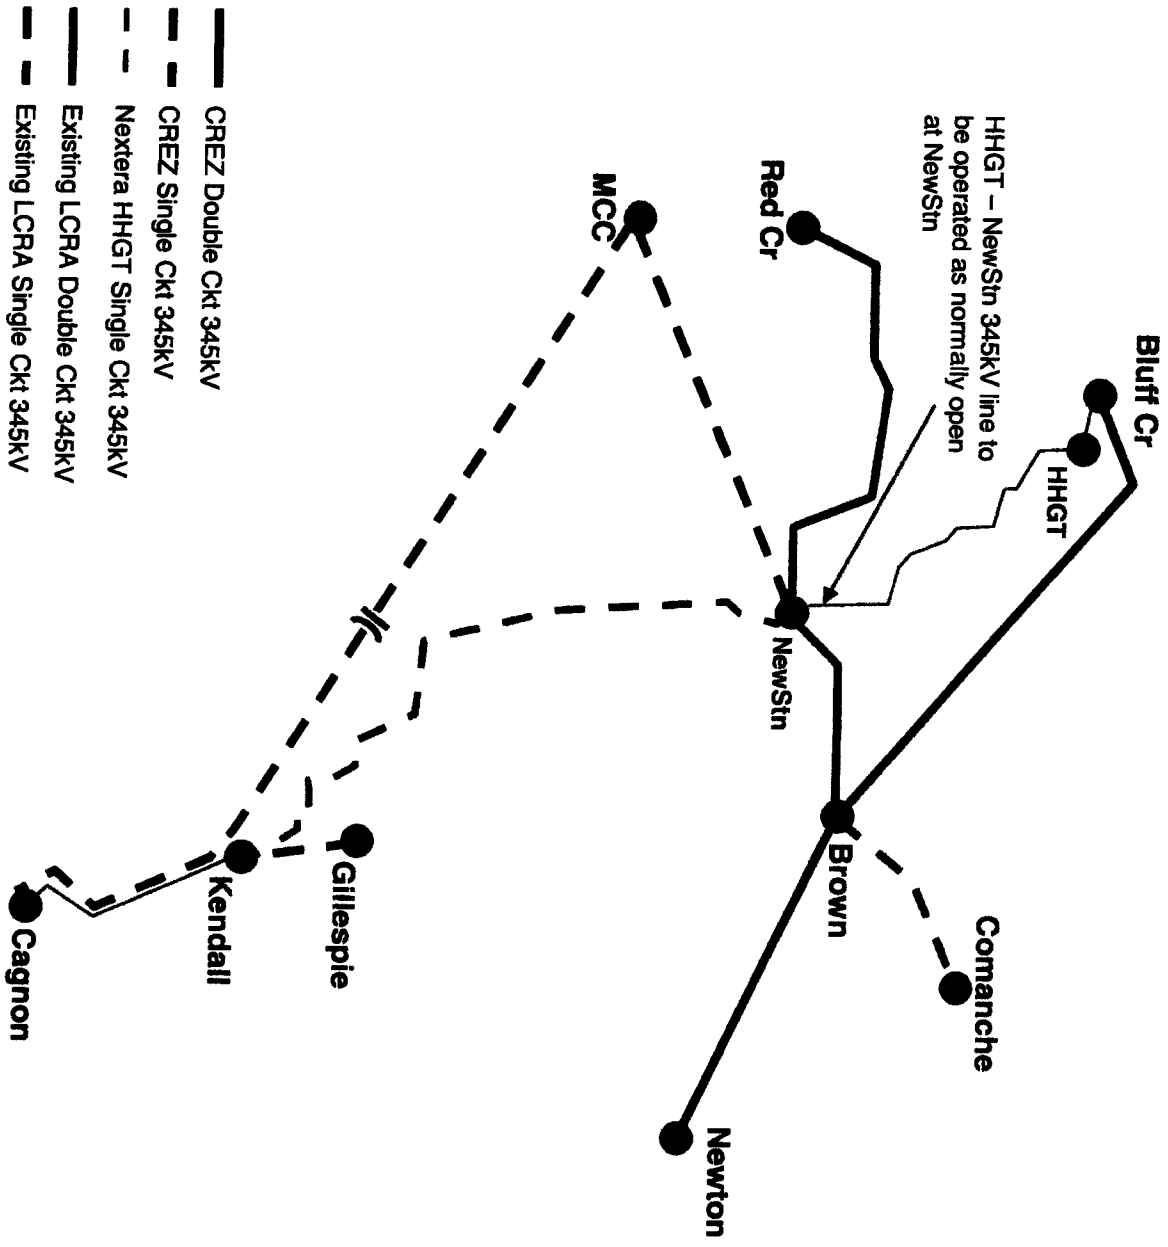 Bluff Cr
HHGT
HHGT – NewStn 345kV line to
be operated as normally open
at NewStn
Comanche
Red Cr
Brown
NewStn
Newton
MCC
Gillespie
Kendall
Cagnon
CREZ Double Ckt 345kV
CREZ Single Ckt 345kV
Nextera HHGT Single Ckt 345kV
Existing LCRA Double Ckt 345kV
Existing LCRA Single Ckt 345kV